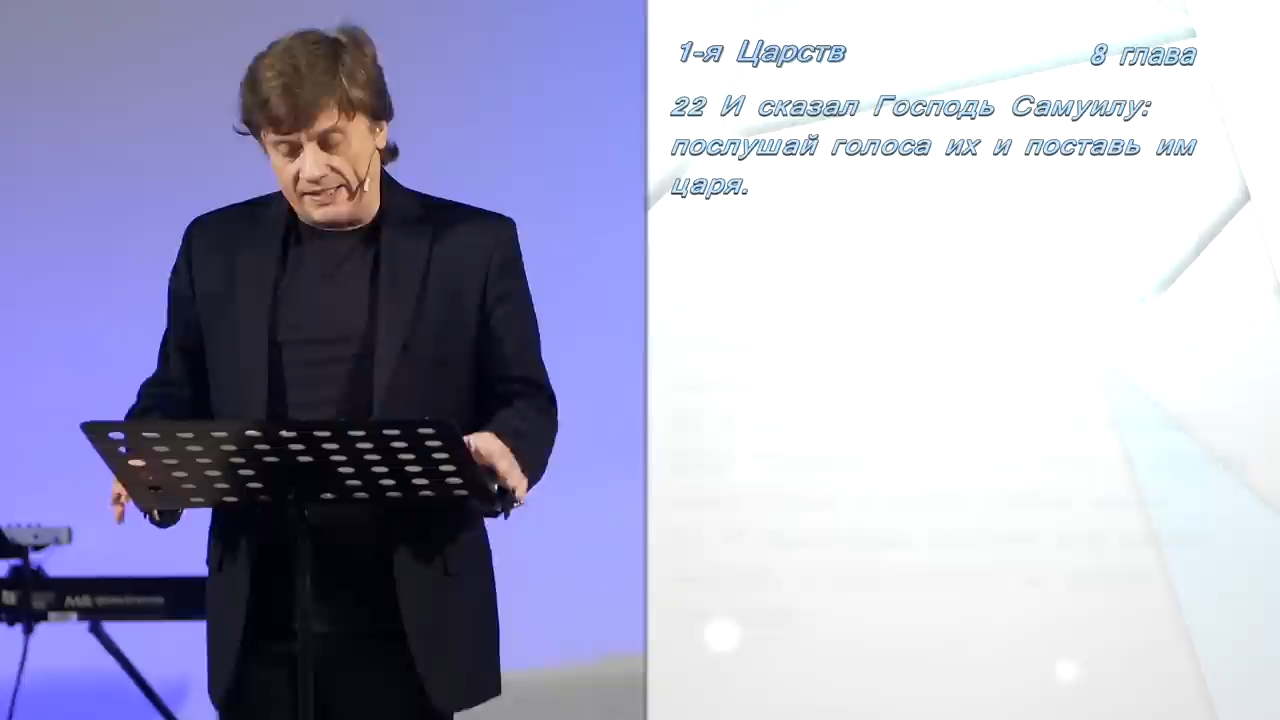 1-я Царств 8 глава
22 И сказал Господь Самуилу:
послушай голоса их и поставь им
царя.